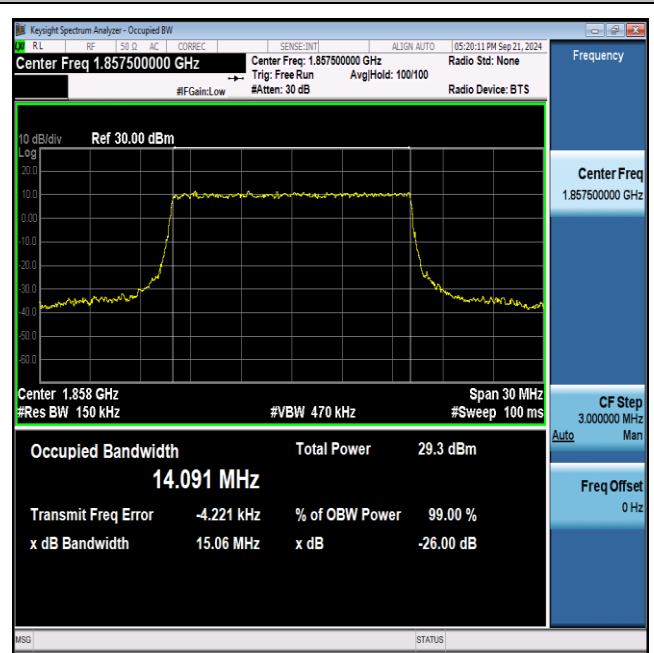 Keysight Spectrum Analyzer - Occupied BW
RL RF 50 Ω AC CORREC SENSE:INT ALIGN AUTO 05:20:11 PM Sep 21, 2024
Center Freq 1.857500000 GHz Center Freq: 1.857500000 GHz Radio Std: None
Trig: Free Run Avg|Hold: 100/100
#IFGain:Low #Atten: 30 dB Radio Device: BTS
Frequency
10 dB/div Ref 30.00 dBm
Log
20.0
10.0
0.00
-10.0
-20.0
-30.0
-40.0
-50.0
-60.0
Center Freq
1.857500000 GHz
Center 1.858 GHz Span 30 MHz
#Res BW 150 kHz #VBW 470 kHz #Sweep 100 ms
CF Step
3.000000 MHz
Auto Man
Occupied Bandwidth Total Power 29.3 dBm
14.091 MHz
Transmit Freq Error -4.221 kHz % of OBW Power 99.00 %
x dB Bandwidth 15.06 MHz x dB -26.00 dB
Freq Offset
0 Hz
MSG STATUS